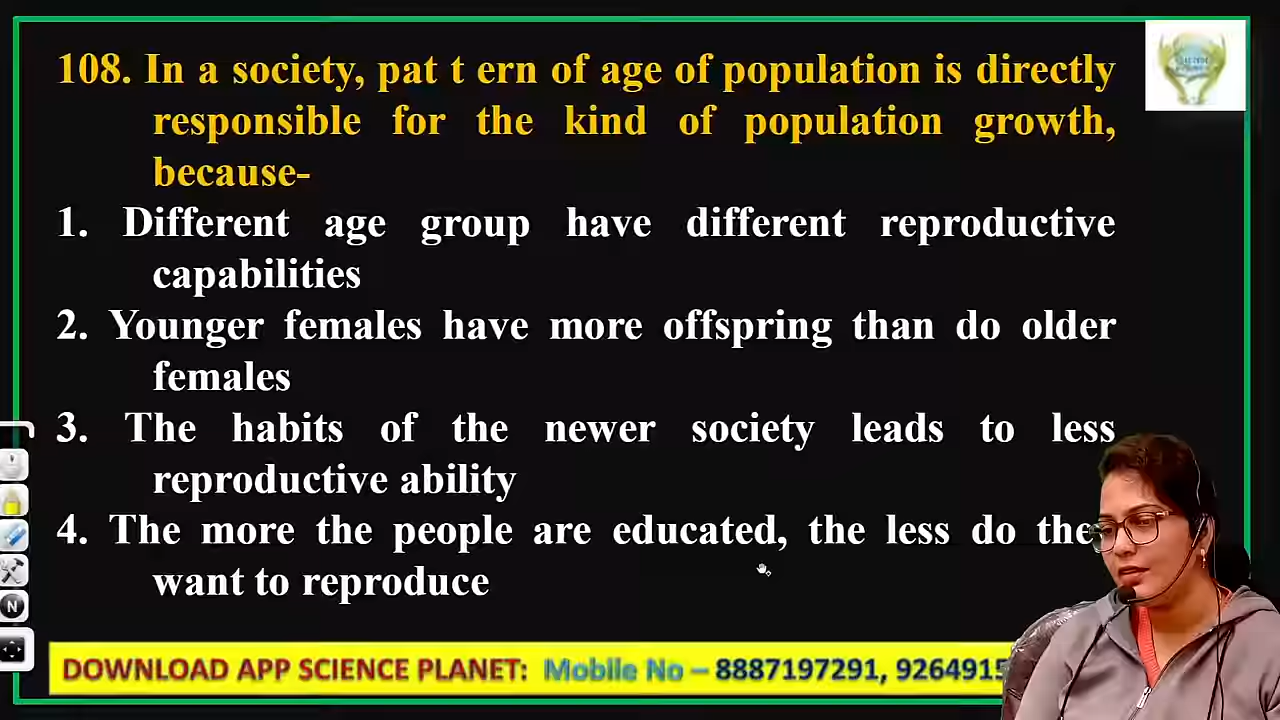 108. In a society, pat t ern of age of population is directly
responsible for the kind of population growth,
because-
1. Different age group have different reproductive
capabilities
2. Younger females have more offspring than do older
females
3. The habits of the newer society leads to less
reproductive ability
4. The more the people are educated, the less do
want to reproduce
DOWNLOAD APP SCIENCE PLANET: Mobile No – 8887197291,
N